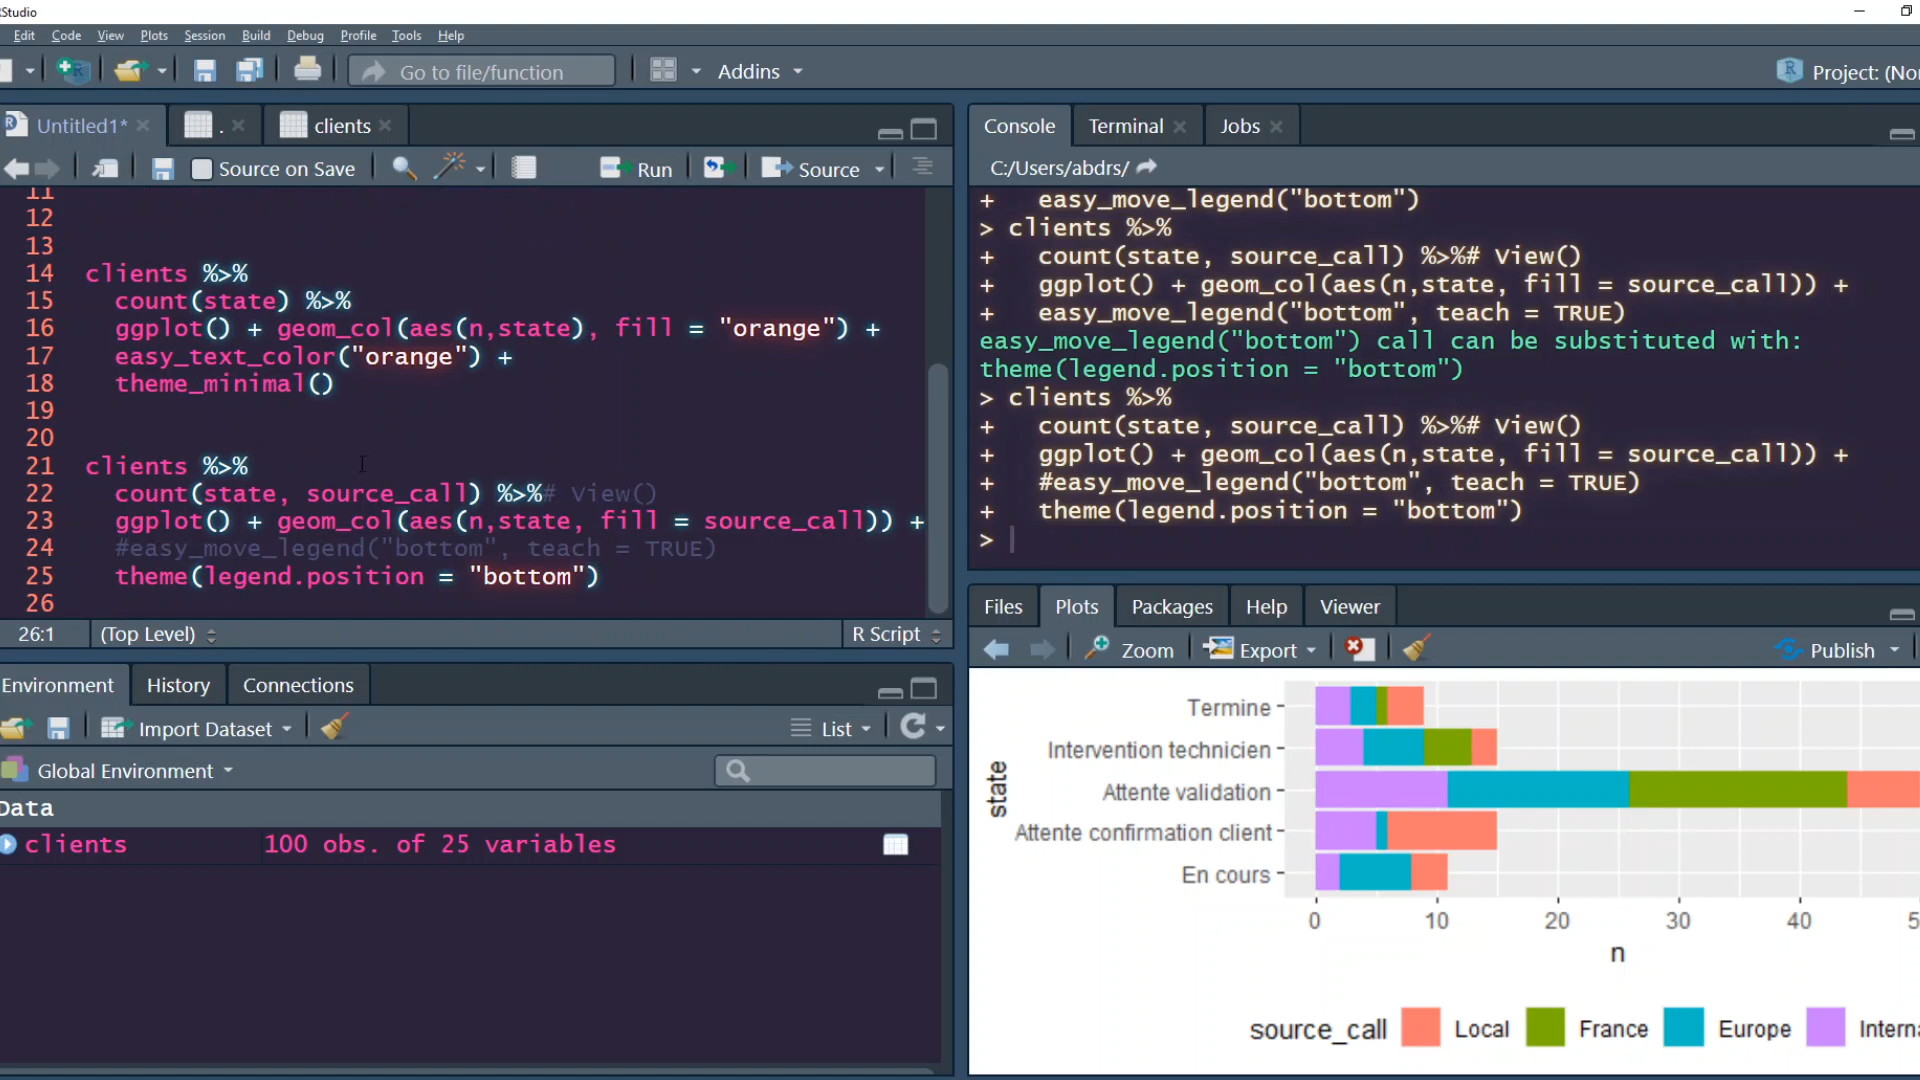 RStudio
Edit Code View Plots Session Build Debug Profile Tools Help
Go to file/function Addins Project: (No
Untitled1* . clients
Source on Save Run Source
11
12
13
14 clients %>%
15 count(state) %>%
16 ggplot() + geom_col(aes(n,state), fill = "orange") +
17 easy_text_color("orange") +
18 theme_minimal()
19
20
21 clients %>%
22 count(state, source_call) %>%# View()
23 ggplot() + geom_col(aes(n,state, fill = source_call)) +
24 #easy_move_legend("bottom", teach = TRUE)
25 theme(legend.position = "bottom")
26
26:1 (Top Level) R Script
Environment History Connections
Import Dataset List
Global Environment
Data
clients 100 obs. of 25 variables
Console Terminal Jobs
C:/Users/abdrs/
+ easy_move_legend("bottom")
> clients %>%
+ count(state, source_call) %>%# View()
+ ggplot() + geom_col(aes(n,state, fill = source_call)) +
+ easy_move_legend("bottom", teach = TRUE)
easy_move_legend("bottom") call can be substituted with:
theme(legend.position = "bottom")
> clients %>%
+ count(state, source_call) %>%# View()
+ ggplot() + geom_col(aes(n,state, fill = source_call)) +
+ #easy_move_legend("bottom", teach = TRUE)
+ theme(legend.position = "bottom")
>
Files Plots Packages Help Viewer
Zoom Export Publish
state
Termine
Intervention technicien
Attente validation
Attente confirmation client
En cours
0 10 20 30 40 5
n
source_call Local France Europe Interna